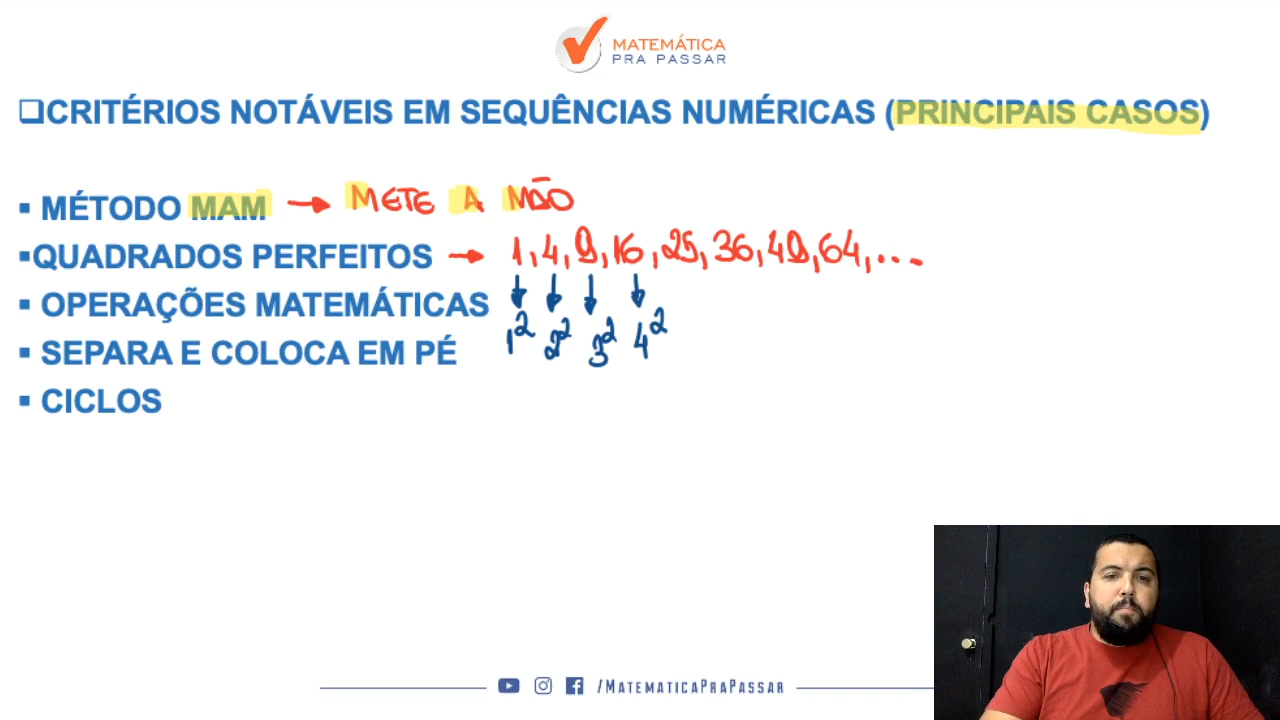 MATEMÁTICA
PRA PASSAR
❑CRITÉRIOS NOTÁVEIS EM SEQUÊNCIAS NUMÉRICAS (PRINCIPAIS CASOS)
▪ MÉTODO MAM → METE A MÃO
▪QUADRADOS PERFEITOS → 1, 4, 9, 16, 25, 36, 49, 64, ...
▪ OPERAÇÕES MATEMÁTICAS ↓ ↓ ↓ ↓
1² 2² 3² 4²
▪ SEPARA E COLOCA EM PÉ
▪ CICLOS
/MATEMATICAPRAPASSAR